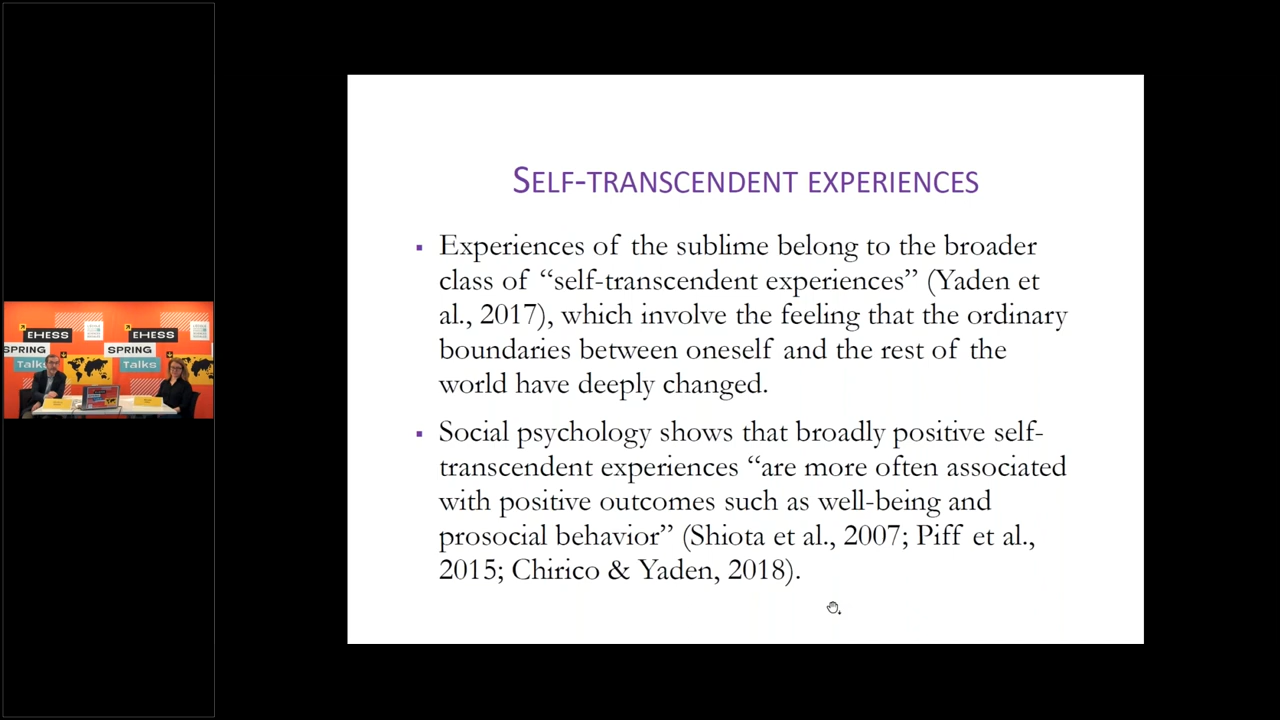 EHESS
EHESS
SPRING
SPRING
Talks
Talks
SELF-TRANSCENDENT EXPERIENCES
▪ Experiences of the sublime belong to the broader
class of “self-transcendent experiences” (Yaden et
al., 2017), which involve the feeling that the ordinary
boundaries between oneself and the rest of the
world have deeply changed.
▪ Social psychology shows that broadly positive self-
transcendent experiences “are more often associated
with positive outcomes such as well-being and
prosocial behavior” (Shiota et al., 2007; Piff et al.,
2015; Chirico & Yaden, 2018).